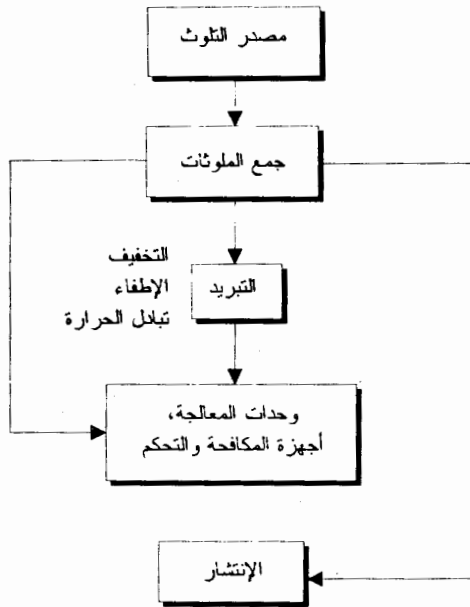 مصدر التلوث
جمع الملوثات
التخفيف
الإطفاء
تبادل الحرارة
التبريد
وحدات المعالجة،
أجهزة المكافحة والتحكم
الإنتشار